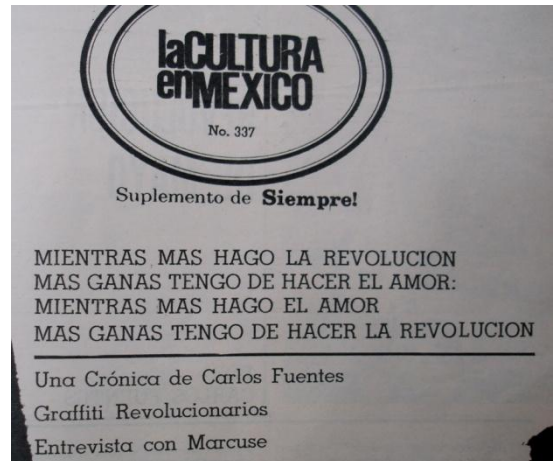 laCULTURA
enMEXICO
No. 337
Suplemento de Siempre!
MIENTRAS MAS HAGO LA REVOLUCION
MAS GANAS TENGO DE HACER EL AMOR:
MIENTRAS MAS HAGO EL AMOR
MAS GANAS TENGO DE HACER LA REVOLUCION
Una Crónica de Carlos Fuentes
Graffiti Revolucionarios
Entrevista con Marcuse